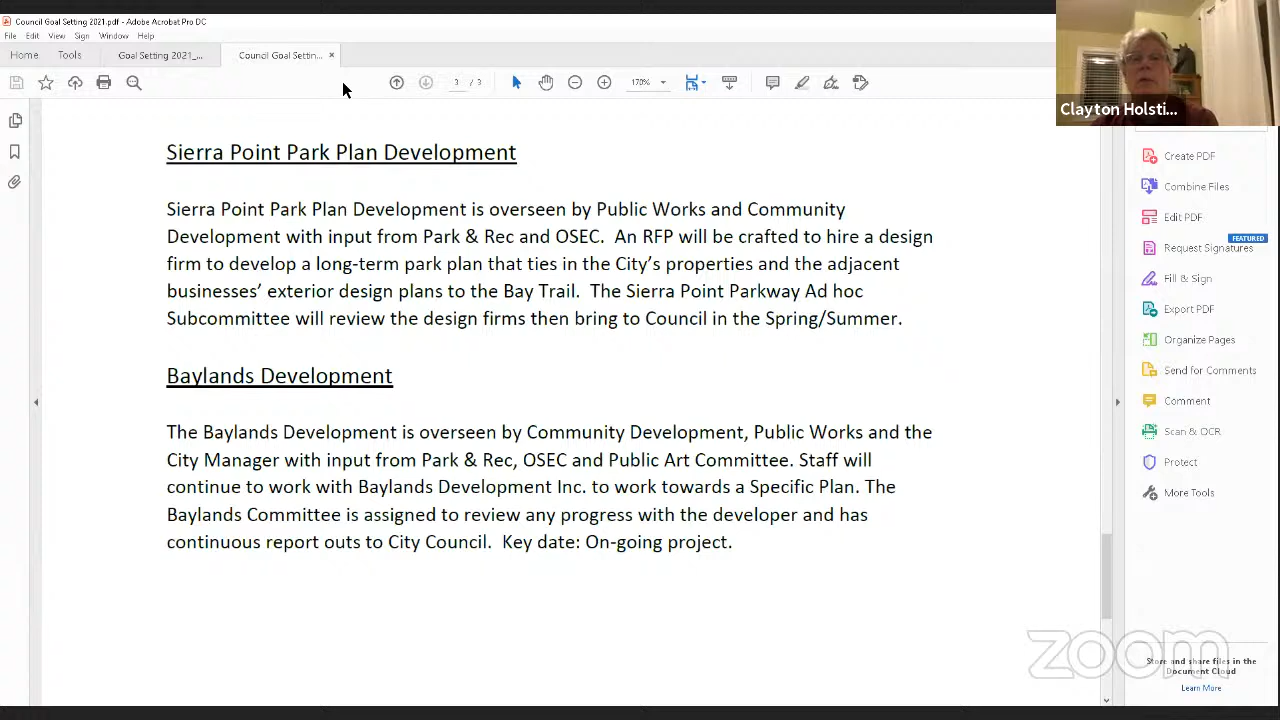 Council Goal Setting 2021.pdf - Adobe Acrobat Pro DC
File Edit View Sign Window Help
Home Tools Goal Setting 2021_... Council Goal Settin... ×
3 / 3 170%
Clayton Holsti...
Sierra Point Park Plan Development
Sierra Point Park Plan Development is overseen by Public Works and Community
Development with input from Park & Rec and OSEC.  An RFP will be crafted to hire a design
firm to develop a long-term park plan that ties in the City’s properties and the adjacent
businesses’ exterior design plans to the Bay Trail.  The Sierra Point Parkway Ad hoc
Subcommittee will review the design firms then bring to Council in the Spring/Summer.
Baylands Development
The Baylands Development is overseen by Community Development, Public Works and the
City Manager with input from Park & Rec, OSEC and Public Art Committee. Staff will
continue to work with Baylands Development Inc. to work towards a Specific Plan. The
Baylands Committee is assigned to review any progress with the developer and has
continuous report outs to City Council.  Key date: On-going project.
Create PDF
Combine Files
Edit PDF
FEATURED
Request Signatures
Fill & Sign
Export PDF
Organize Pages
Send for Comments
Comment
Scan & OCR
Protect
More Tools
zoom
Store and share files in the
Document Cloud
Learn More